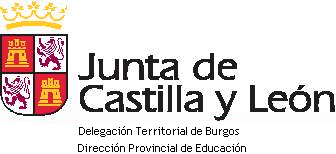 Junta de
Castilla y León
Delegación Territorial de Burgos
Dirección Provincial de Educación